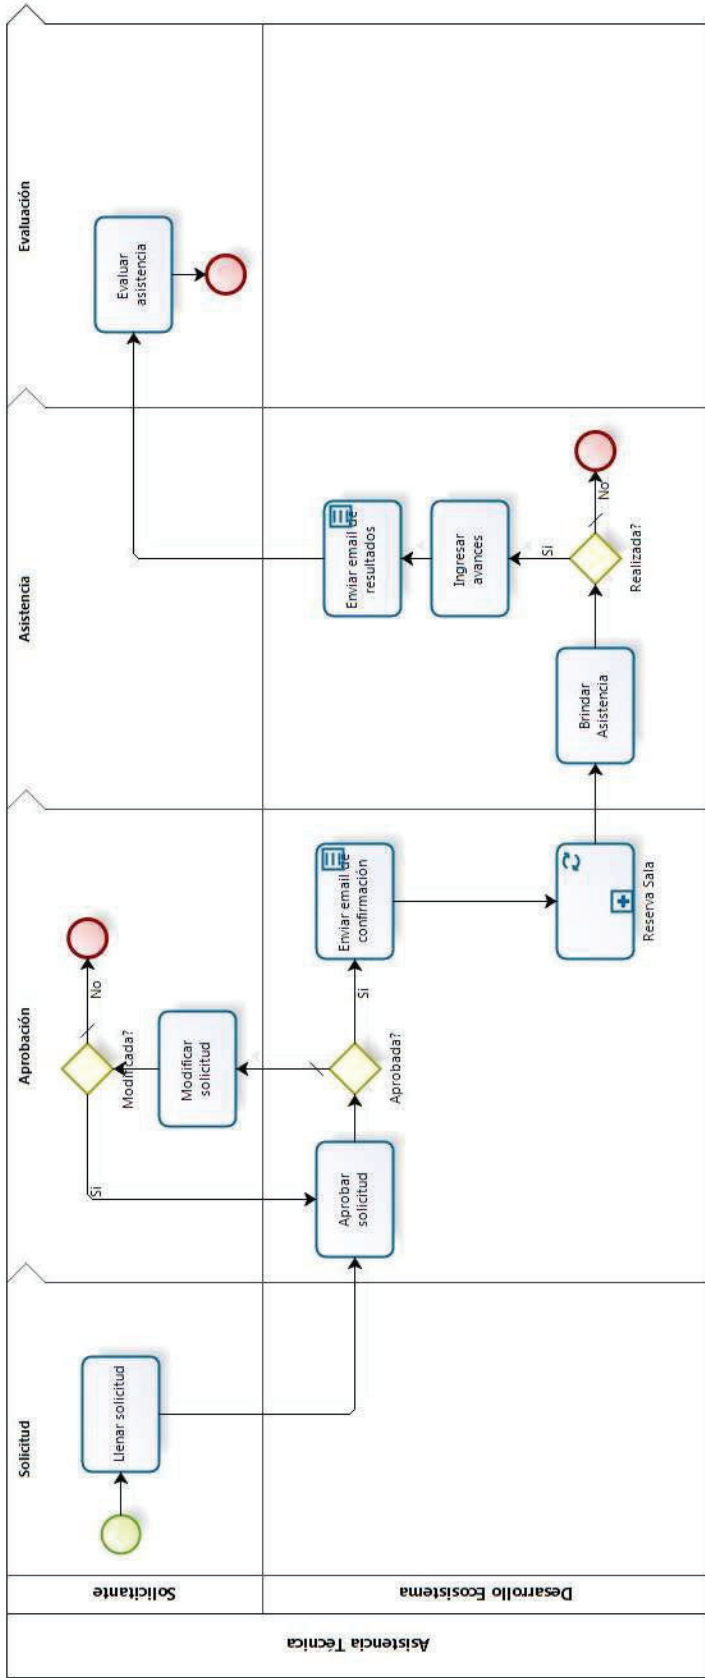 Asistencia Técnica
Solicitante
Desarrollo Ecosistema
Solicitud
Aprobación
Asistencia
Evaluación
Llenar solicitud
Aprobar
solicitud
Aprobada?
Si
Modificar
solicitud
Modificada?
Si
No
Enviar email de
confirmación
Reserva Sala
Brindar
Asistencia
Realizada?
No
Si
Ingresar
avances
Enviar email de
resultados
Evaluar
asistencia